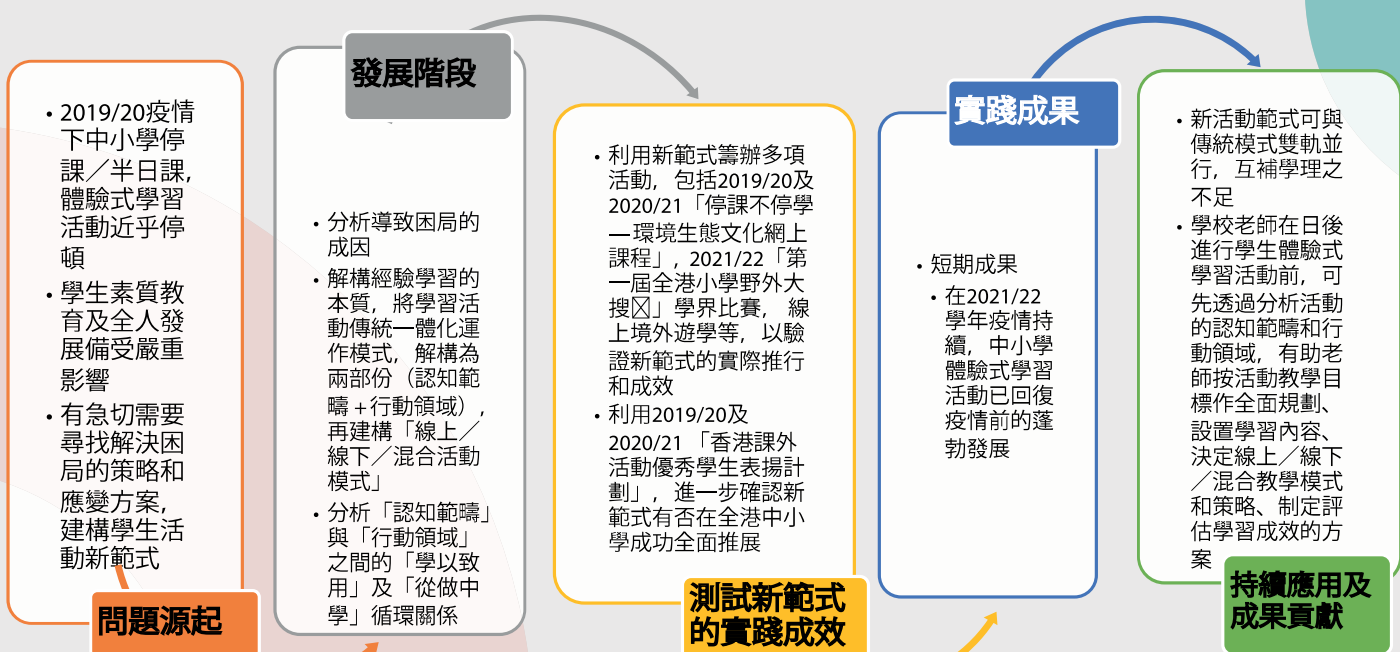 • 2019/20疫情
下中小學停
課／半日課，
體驗式學習
活動近乎停
頓
• 學生素質教
育及全人發
展備受嚴重
影響
• 有急切需要
尋找解決困
局的策略和
應變方案，
建構學生活
動新範式
問題源起
發展階段
• 分析導致困局的
成因
• 解構經驗學習的
本質，將學習活
動傳統一體化運
作模式，解構為
兩部份（認知範
疇+行動領域），
再建構「線上／
線下／混合活動
模式」
• 分析「認知範疇」
與「行動領域」
之間的「學以致
用」及「從做中
學」循環關係
• 利用新範式籌辦多項
活動，包括2019/20及
2020/21「停課不停學
—環境生態文化網上
課程」, 2021/22「第
一屆全港小學野外大
搜☒」學界比賽，線
上境外遊學等，以驗
證新範式的實際推行
和成效
• 利用2019/20及
2020/21 「香港課外
活動優秀學生表揚計
劃」，進一步確認新
範式有否在全港中小
學成功全面推展
測試新範式
的實踐成效
實踐成果
• 短期成果
• 在2021/22
學年疫情持
續，中小學
體驗式學習
活動已回復
疫情前的蓬
勃發展
• 新活動範式可與
傳統模式雙軌並
行，互補學理之
不足
• 學校老師在日後
進行學生體驗式
學習活動前，可
先透過分析活動
的認知範疇和行
動領域，有助老
師按活動教學目
標作全面規劃、
設置學習內容、
決定線上／線下
／混合教學模式
和策略、制定評
估學習成效的方
案
持續應用及
成果貢獻